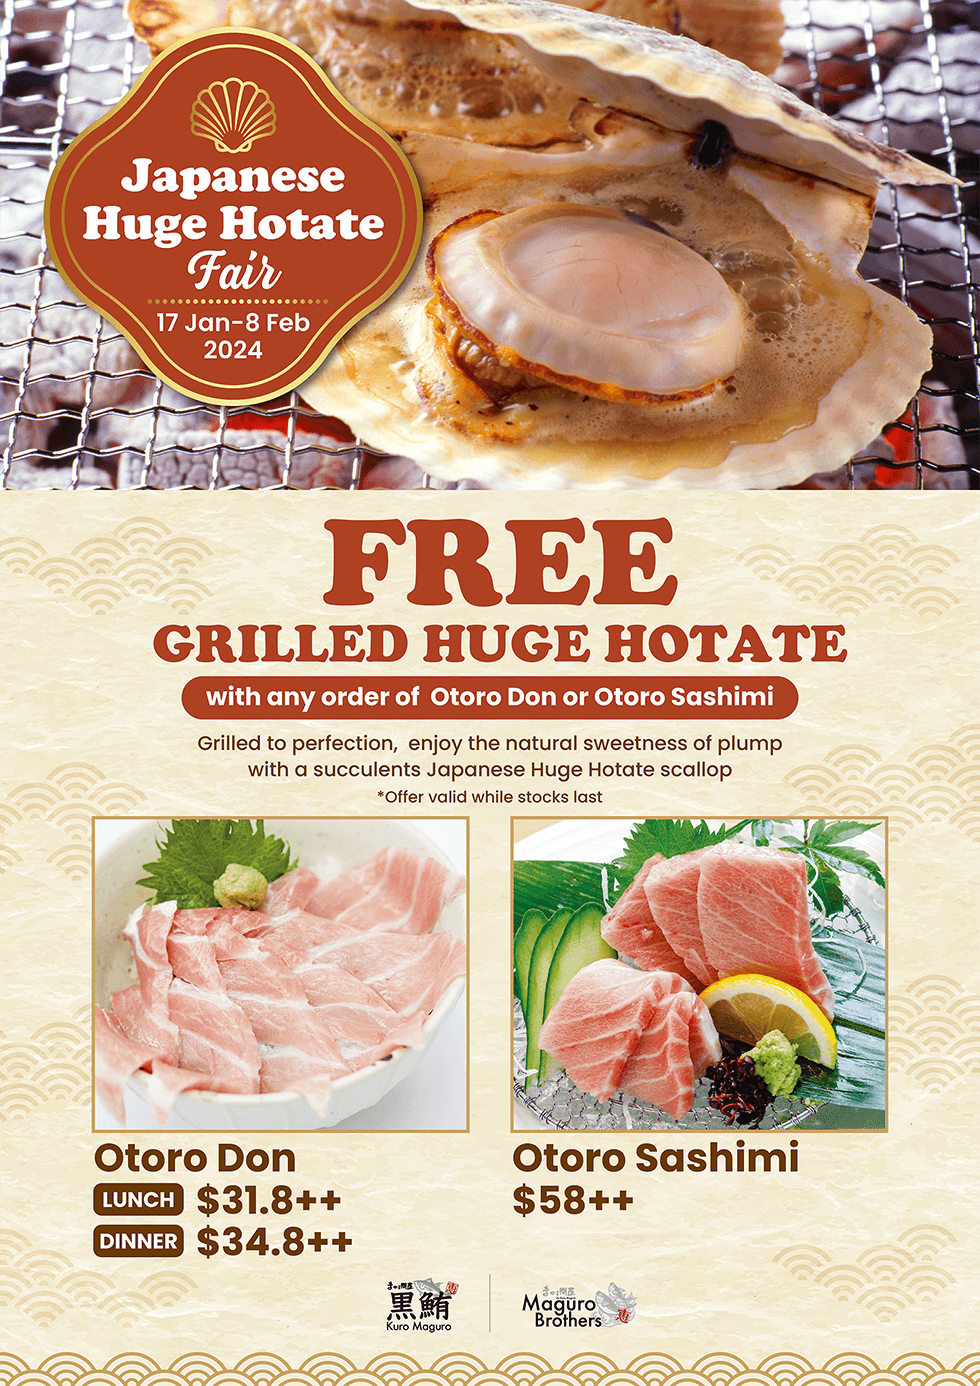 Japanese
Huge Hotate
Fair
17 Jan-8 Feb
2024
FREE
GRILLED HUGE HOTATE
with any order of Otoro Don or Otoro Sashimi
Grilled to perfection, enjoy the natural sweetness of plump
with a succulents Japanese Huge Hotate scallop
*Offer valid while stocks last
Otoro Don
LUNCH $31.8++
DINNER $34.8++
Otoro Sashimi
$58++
黒鮪
Kuro Maguro
Maguro
Brothers